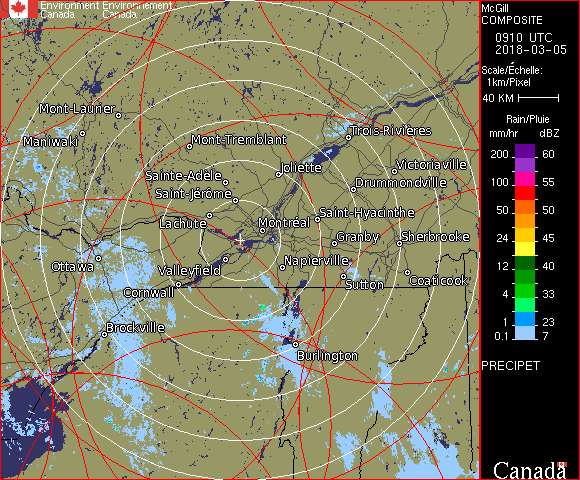 Environment Environnement
Canada Canada
McGill
COMPOSITE
0910 UTC
2018-03-05
Scale/Échelle:
1km/Pixel
40 KM
Rain/Pluie
mm/hr dBZ
200 60
100 55
50 50
24 45
12 40
4 33
1 23
0.1 7
PRECIPET
Mont-Laurier
Maniwaki
Mont-Tremblant
Trois-Rivières
Joliette
Victoriaville
Sainte-Adèle
Drummondville
Saint-Jérôme
Lachute
Saint-Hyacinthe
Montréal
Granby
Sherbrooke
Ottawa
Valleyfield
Napierville
Cornwall
Sutton
Coaticook
Brockville
Burlington
Canada